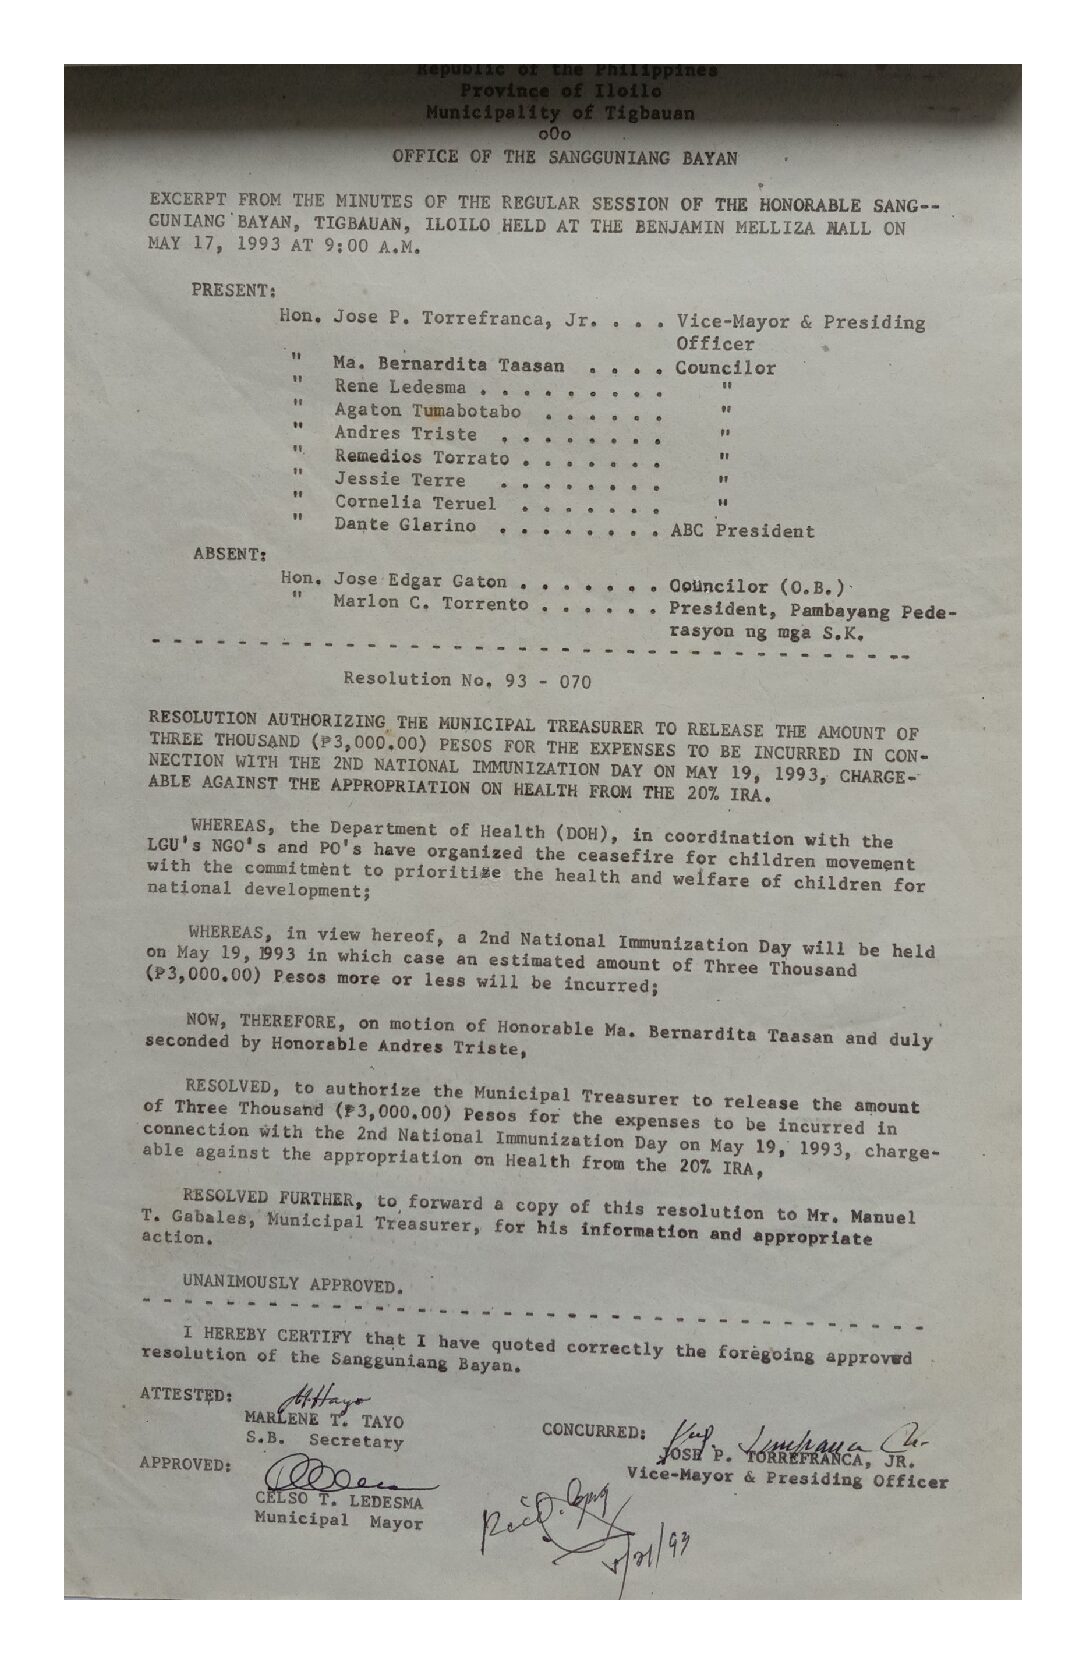 Republic of the Philippines
Province of Iloilo
Municipality of Tigbauan
oOo
OFFICE OF THE SANGGUNIANG BAYAN
EXCERPT FROM THE MINUTES OF THE REGULAR SESSION OF THE HONORABLE SANG--
GUNIANG BAYAN, TIGBAUAN, ILOILO HELD AT THE BENJAMIN MELLIZA HALL ON
MAY 17, 1993 AT 9:00 A.M.
PRESENT:
Hon. Jose P. Torrefranca, Jr. . . . Vice-Mayor & Presiding
Officer
" Ma. Bernardita Taasan . . . . Councilor
" Rene Ledesma . . . . . . . . . "
" Agaton Tumabotabo . . . . . . "
" Andres Triste . . . . . . . . "
" Remedios Torrato . . . . . . . "
" Jessie Terre . . . . . . . . "
" Cornelia Teruel . . . . . . . "
" Dante Glarino . . . . . . . . ABC President
ABSENT:
Hon. Jose Edgar Gaton . . . . . . . Councilor (O.B.)
" Marlon C. Torrento . . . . . . President, Pambayang Pede-
rasyon ng mga S.K.
Resolution No. 93 - 070
RESOLUTION AUTHORIZING THE MUNICIPAL TREASURER TO RELEASE THE AMOUNT OF
THREE THOUSAND (₱3,000.00) PESOS FOR THE EXPENSES TO BE INCURRED IN CON-
NECTION WITH THE 2ND NATIONAL IMMUNIZATION DAY ON MAY 19, 1993, CHARGE-
ABLE AGAINST THE APPROPRIATION ON HEALTH FROM THE 20% IRA.
WHEREAS, the Department of Health (DOH), in coordination with the
LGU's NGO's and PO's have organized the ceasefire for children movement
with the commitment to prioritize the health and welfare of children for
national development;
WHEREAS, in view hereof, a 2nd National Immunization Day will be held
on May 19, 1993 in which case an estimated amount of Three Thousand
(₱3,000.00) Pesos more or less will be incurred;
NOW, THEREFORE, on motion of Honorable Ma. Bernardita Taasan and duly
seconded by Honorable Andres Triste,
RESOLVED, to authorize the Municipal Treasurer to release the amount
of Three Thousand (₱3,000.00) Pesos for the expenses to be incurred in
connection with the 2nd National Immunization Day on May 19, 1993, charge-
able against the appropriation on Health from the 20% IRA,
RESOLVED FURTHER, to forward a copy of this resolution to Mr. Manuel
T. Gabales, Municipal Treasurer, for his information and appropriate
action.
UNANIMOUSLY APPROVED.
I HEREBY CERTIFY that I have quoted correctly the foregoing approved
resolution of the Sangguniang Bayan.
ATTESTED:
MARLENE T. TAYO
S.B. Secretary
CONCURRED:
JOSE P. TORREFRANCA, JR.
Vice-Mayor & Presiding Officer
APPROVED:
CELSO T. LEDESMA
Municipal Mayor
5/21/93